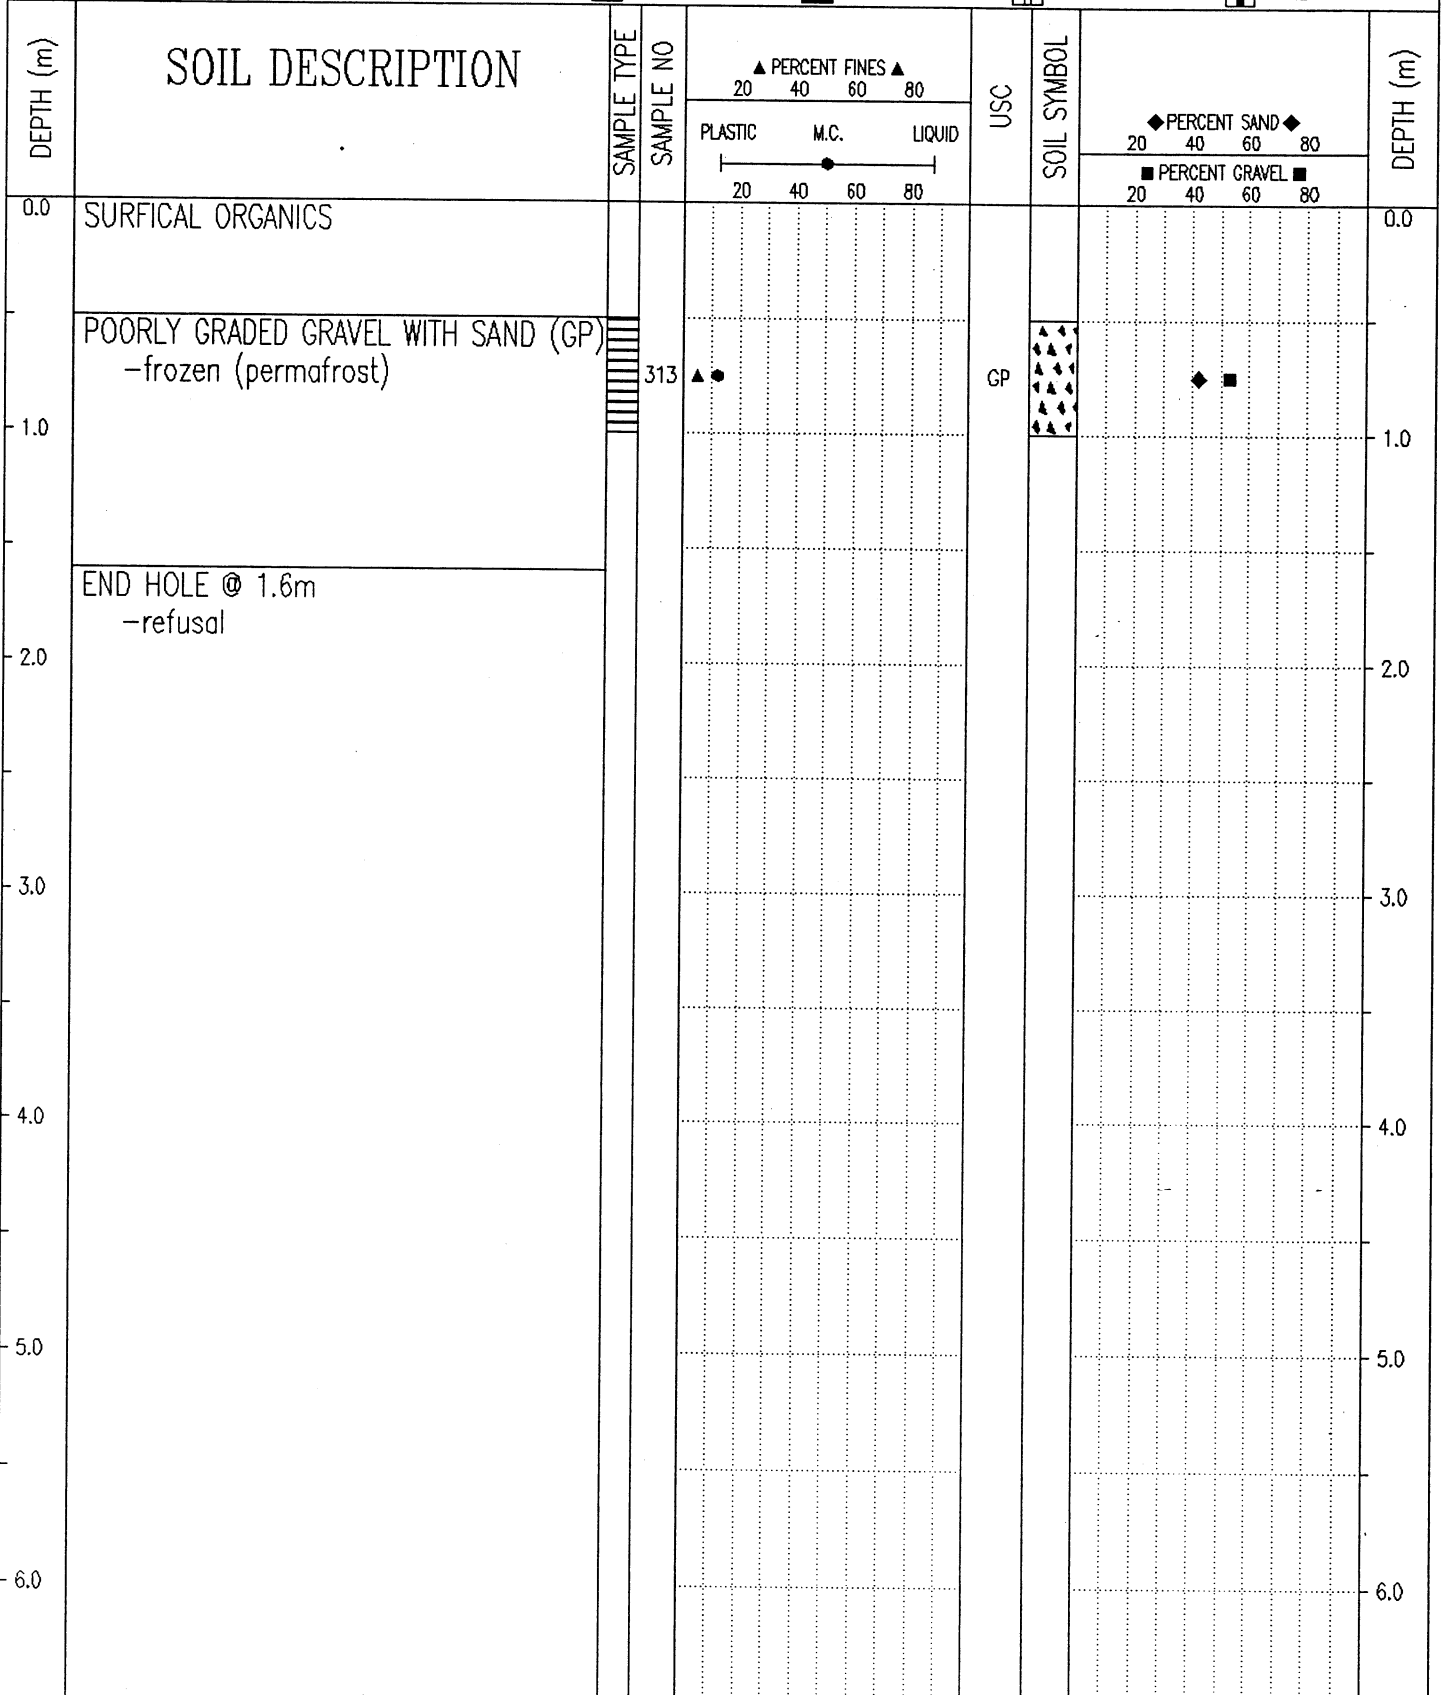 DEPTH (m)
SOIL DESCRIPTION
SAMPLE TYPE
SAMPLE NO
▲ PERCENT FINES ▲
20 40 60 80
PLASTIC M.C. LIQUID
20 40 60 80
USC
SOIL SYMBOL
◆PERCENT SAND◆
20 40 60 80
■ PERCENT GRAVEL ■
20 40 60 80
DEPTH (m)
0.0 SURFICAL ORGANICS 0.0
POORLY GRADED GRAVEL WITH SAND (GP)
-frozen (permafrost) 313 GP
1.0 1.0
END HOLE @ 1.6m
-refusal
2.0 2.0
3.0 3.0
4.0 4.0
5.0 5.0
6.0 6.0